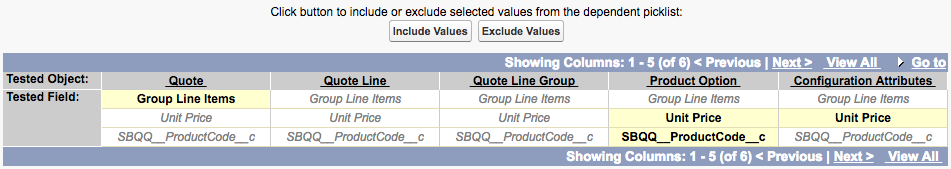 Click button to include or exclude selected values from the dependent picklist:
Include Values Exclude Values
Showing Columns: 1 - 5 (of 6) < Previous | Next > View All Go to
Tested Object: Quote Quote Line Quote Line Group Product Option Configuration Attributes
Tested Field: Group Line Items Group Line Items Group Line Items Group Line Items Group Line Items
Unit Price Unit Price Unit Price Unit Price Unit Price
SBQQ__ProductCode__c SBQQ__ProductCode__c SBQQ__ProductCode__c SBQQ__ProductCode__c SBQQ__ProductCode__c
Showing Columns: 1 - 5 (of 6) < Previous | Next > View All